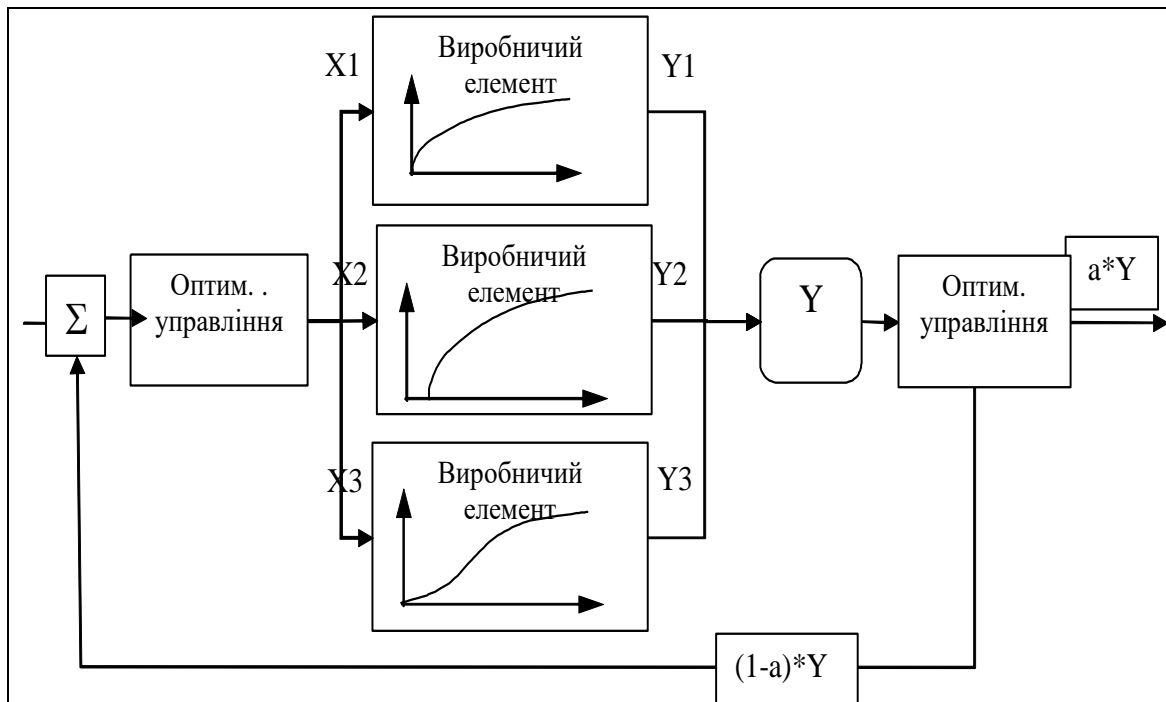 X1
Виробничий
елемент
Y1
Σ
Оптим. .
управління
X2
Виробничий
елемент
Y2
Y
Оптим.
управління
a*Y
X3
Виробничий
елемент
Y3
(1-a)*Y